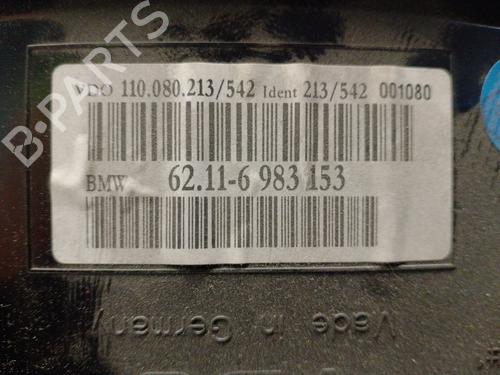 B-PARTS
VDO 110.080.213/542 Ident 213/542 001080
BMW 62.11-6 983 153
Made in Germany